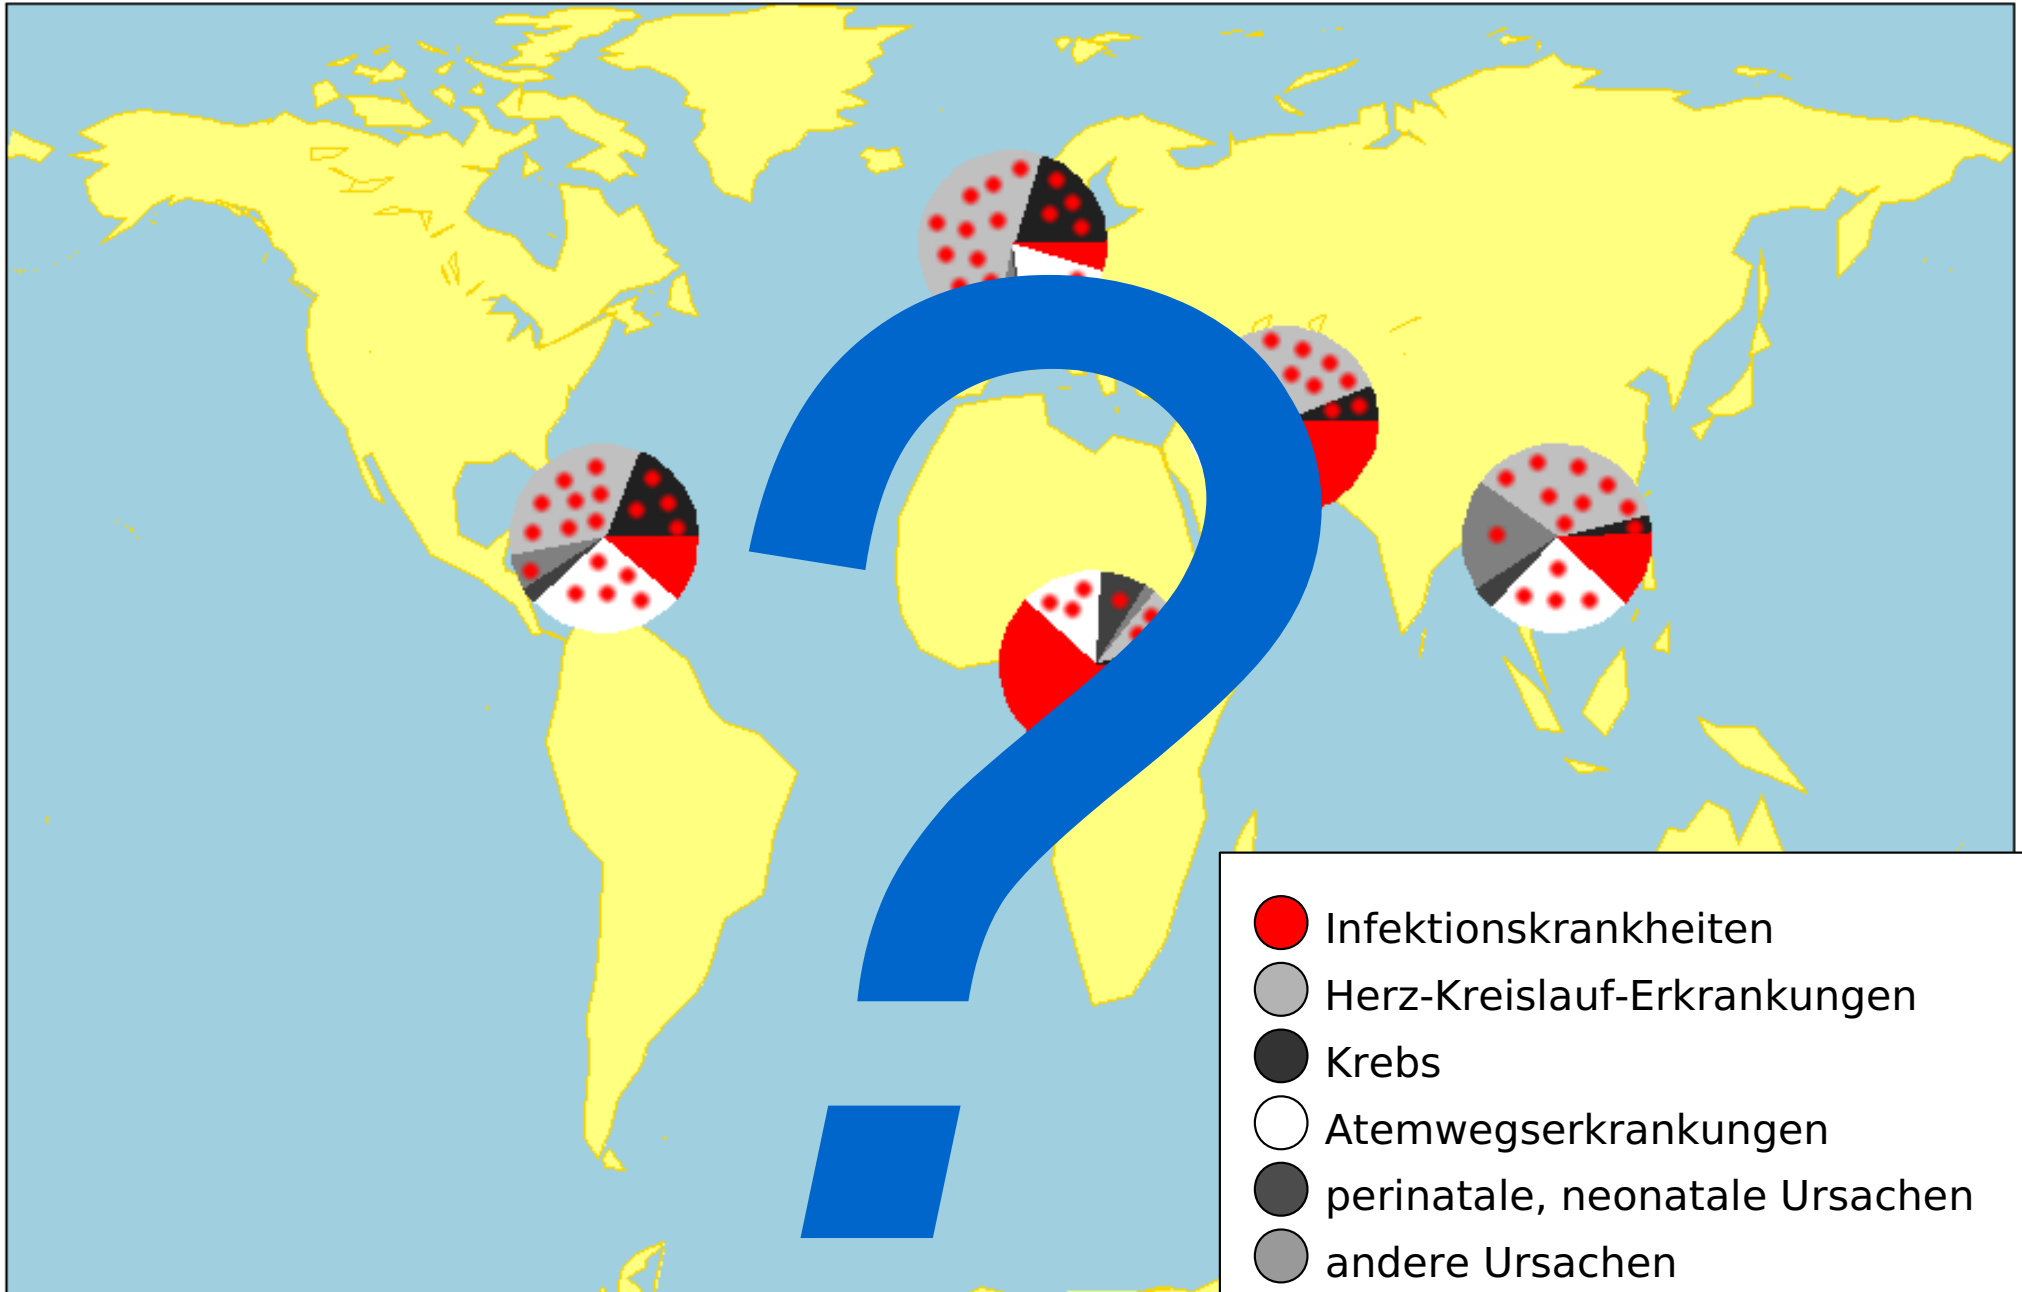 ?
Infektionskrankheiten
Herz-Kreislauf-Erkrankungen
Krebs
Atemwegserkrankungen
perinatale, neonatale Ursachen
andere Ursachen